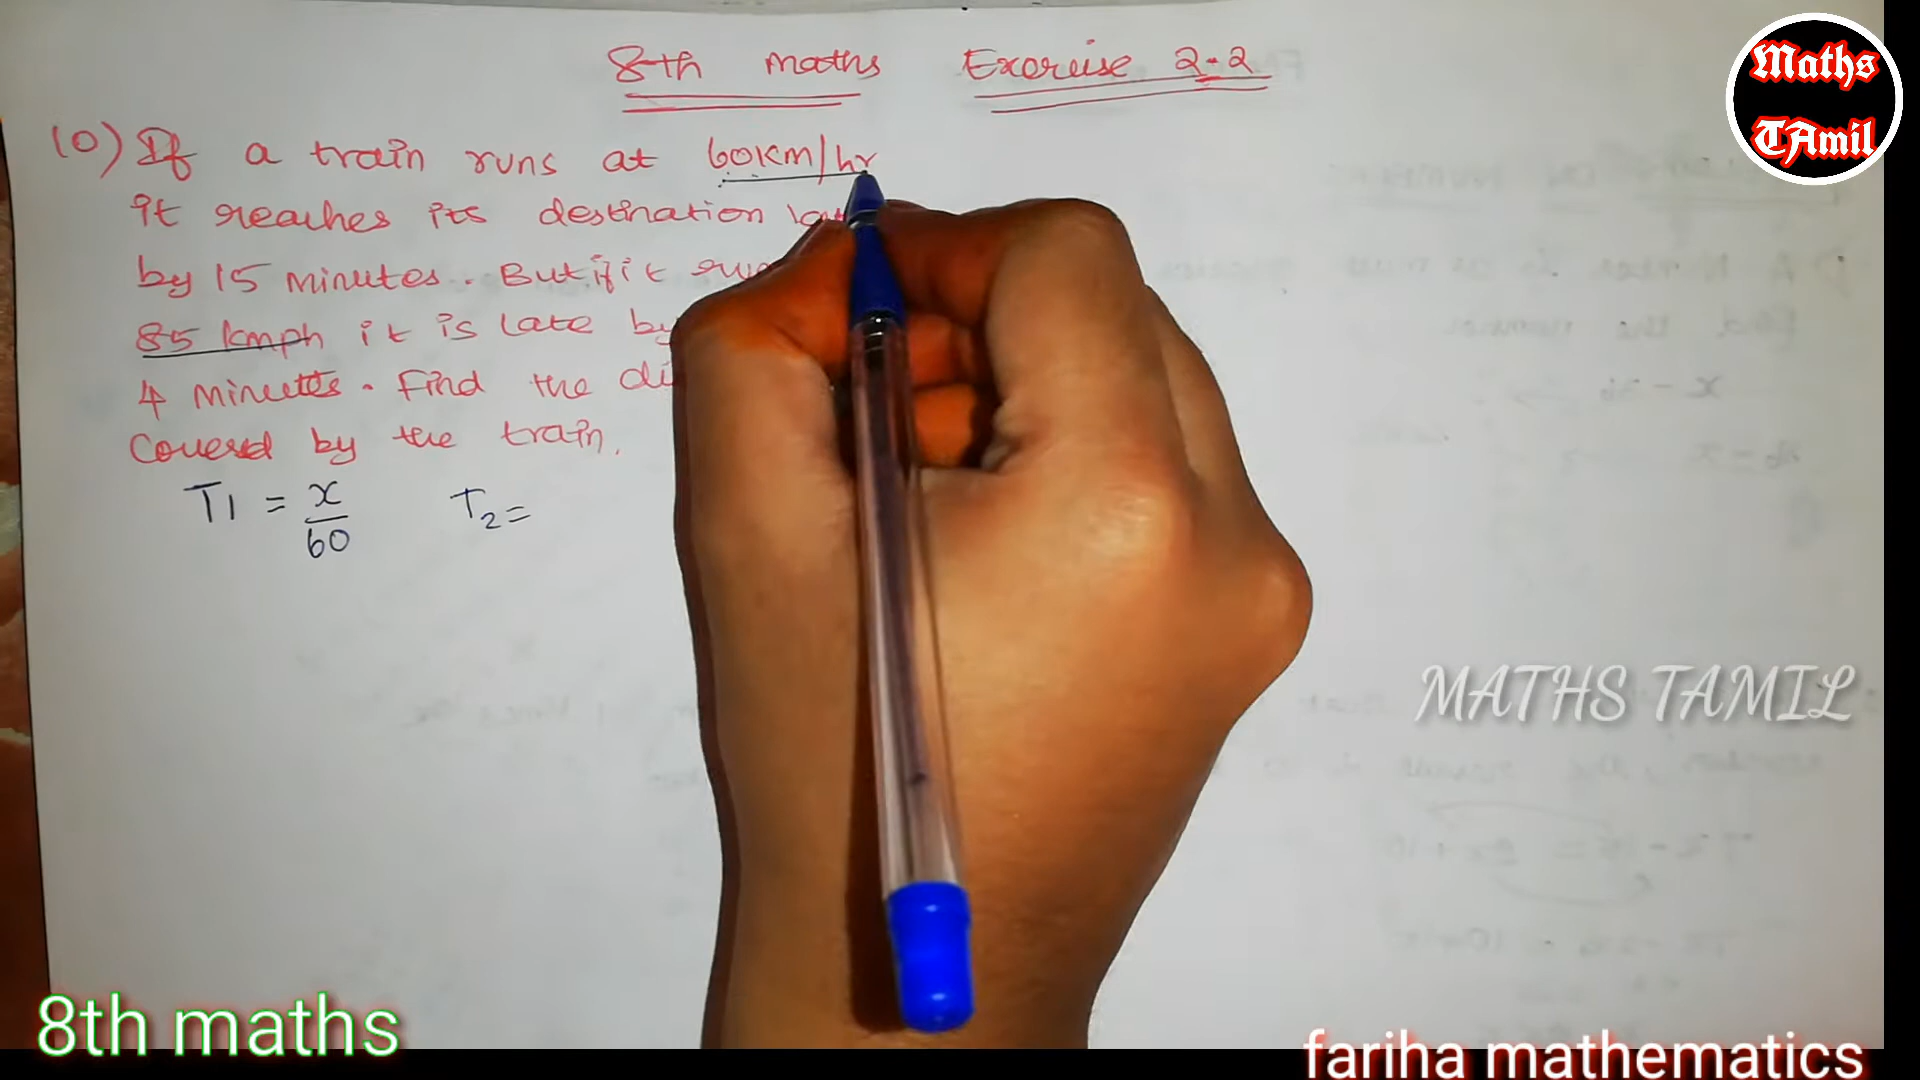 8th maths Exercise 2.2
Maths
TAmil
10) If a train runs at 60km/hr
it reaches its destination
by 15 minutes. But if it
85 kmph it is late by
4 minutes. Find the
Covered by the train.
T1 = x/60 T2 =
MATHS TAMIL
8th maths
fariha mathematics